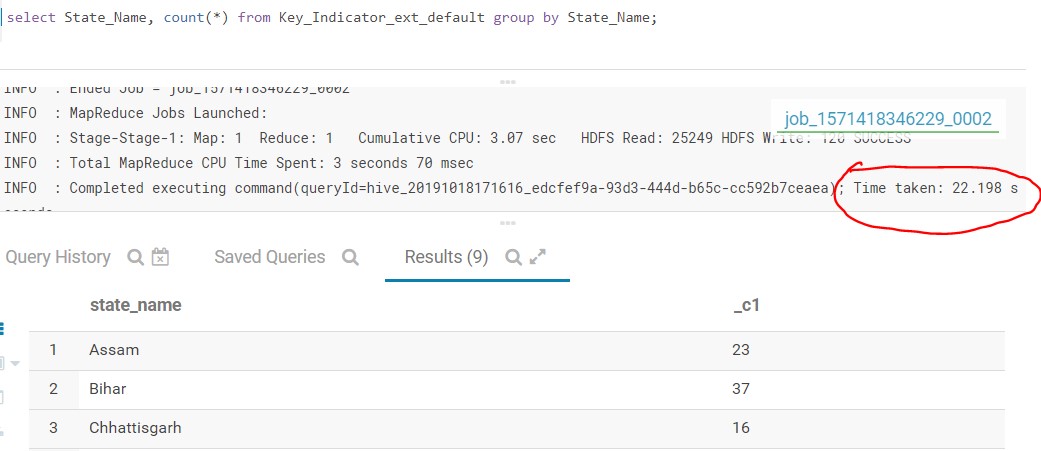 select State_Name, count(*) from Key_Indicator_ext_default group by State_Name;
INFO : Ended Job = job_1571418346229_0002
INFO : MapReduce Jobs Launched:
job_1571418346229_0002
INFO : Stage-Stage-1: Map: 1 Reduce: 1 Cumulative CPU: 3.07 sec HDFS Read: 25249 HDFS Write: 120 SUCCESS
INFO : Total MapReduce CPU Time Spent: 3 seconds 70 msec
INFO : Completed executing command(queryId=hive_20191018171616_edcfef9a-93d3-444d-b65c-cc592b7ceaea); Time taken: 22.198 s
econds
Query History Saved Queries Results (9)
state_name _c1
1 Assam 23
2 Bihar 37
3 Chhattisgarh 16